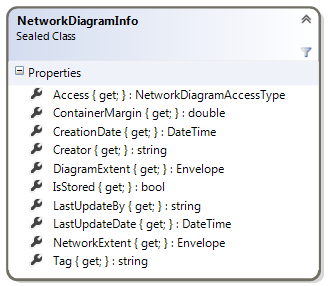 NetworkDiagramInfo
Sealed Class
Properties
Access { get; } : NetworkDiagramAccessType
ContainerMargin { get; } : double
CreationDate { get; } : DateTime
Creator { get; } : string
DiagramExtent { get; } : Envelope
IsStored { get; } : bool
LastUpdateBy { get; } : string
LastUpdateDate { get; } : DateTime
NetworkExtent { get; } : Envelope
Tag { get; } : string